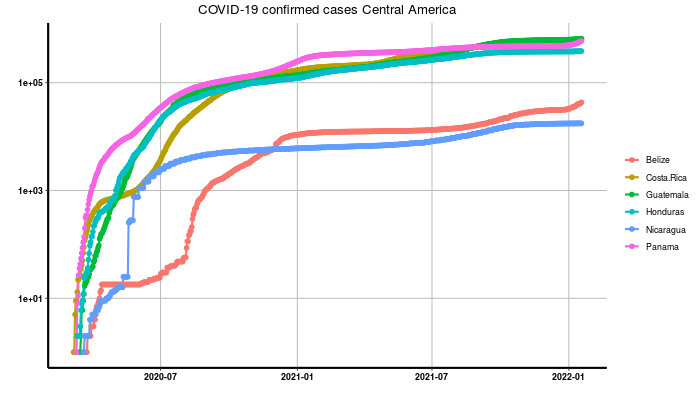 COVID-19 confirmed cases Central America
1e+05
1e+03
1e+01
2020-07
2021-01
2021-07
2022-01
Belize
Costa.Rica
Guatemala
Honduras
Nicaragua
Panama